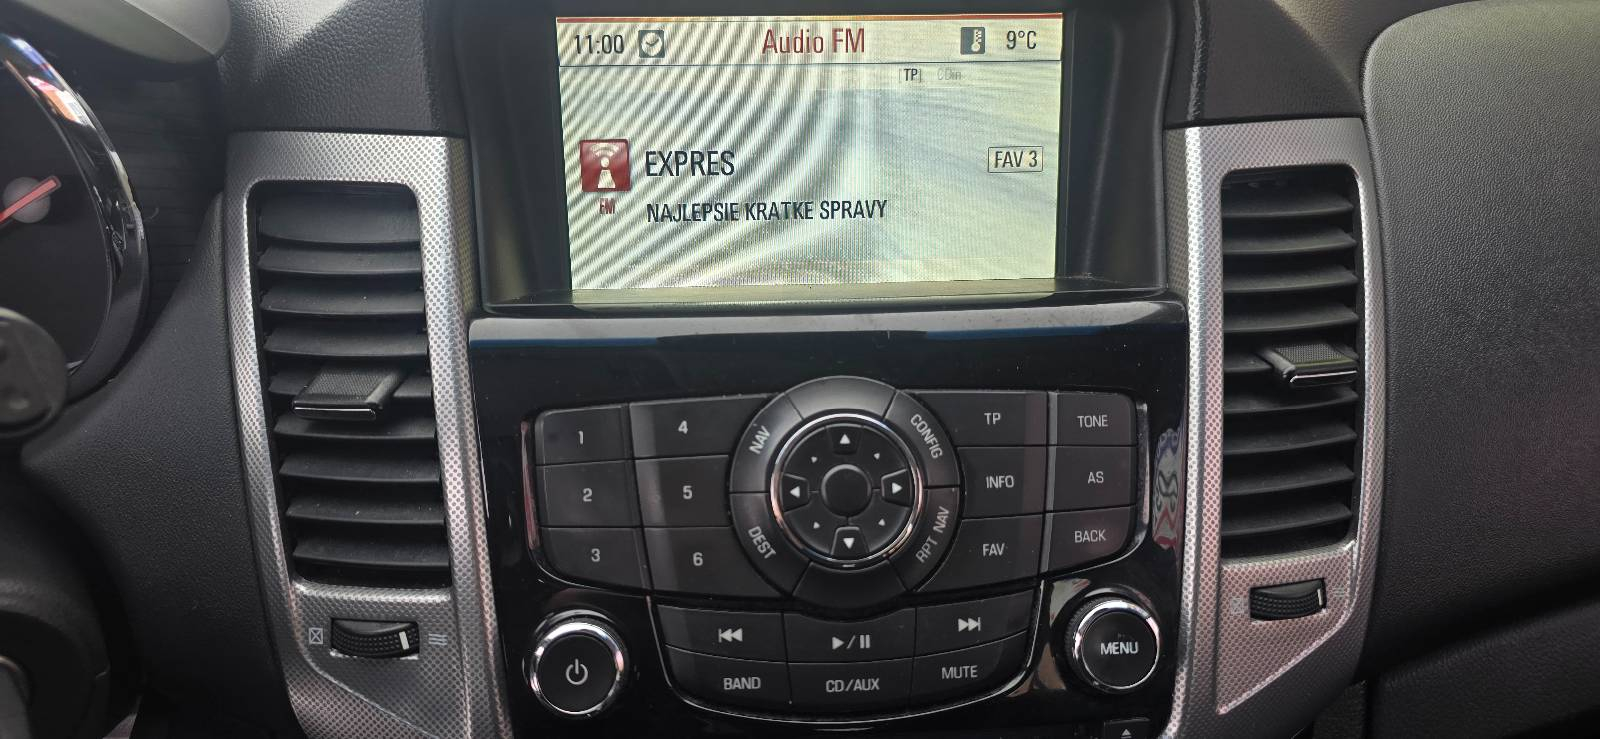 11:00 Audio FM 9°C
[TP] CDin
EXPRES FAV 3
FM NAJLEPSIE KRATKE SPRAVY
1 4 NAV CONFIG TP TONE
2 5 INFO AS
3 6 DEST RPT NAV FAV BACK
MENU
BAND CD/AUX MUTE